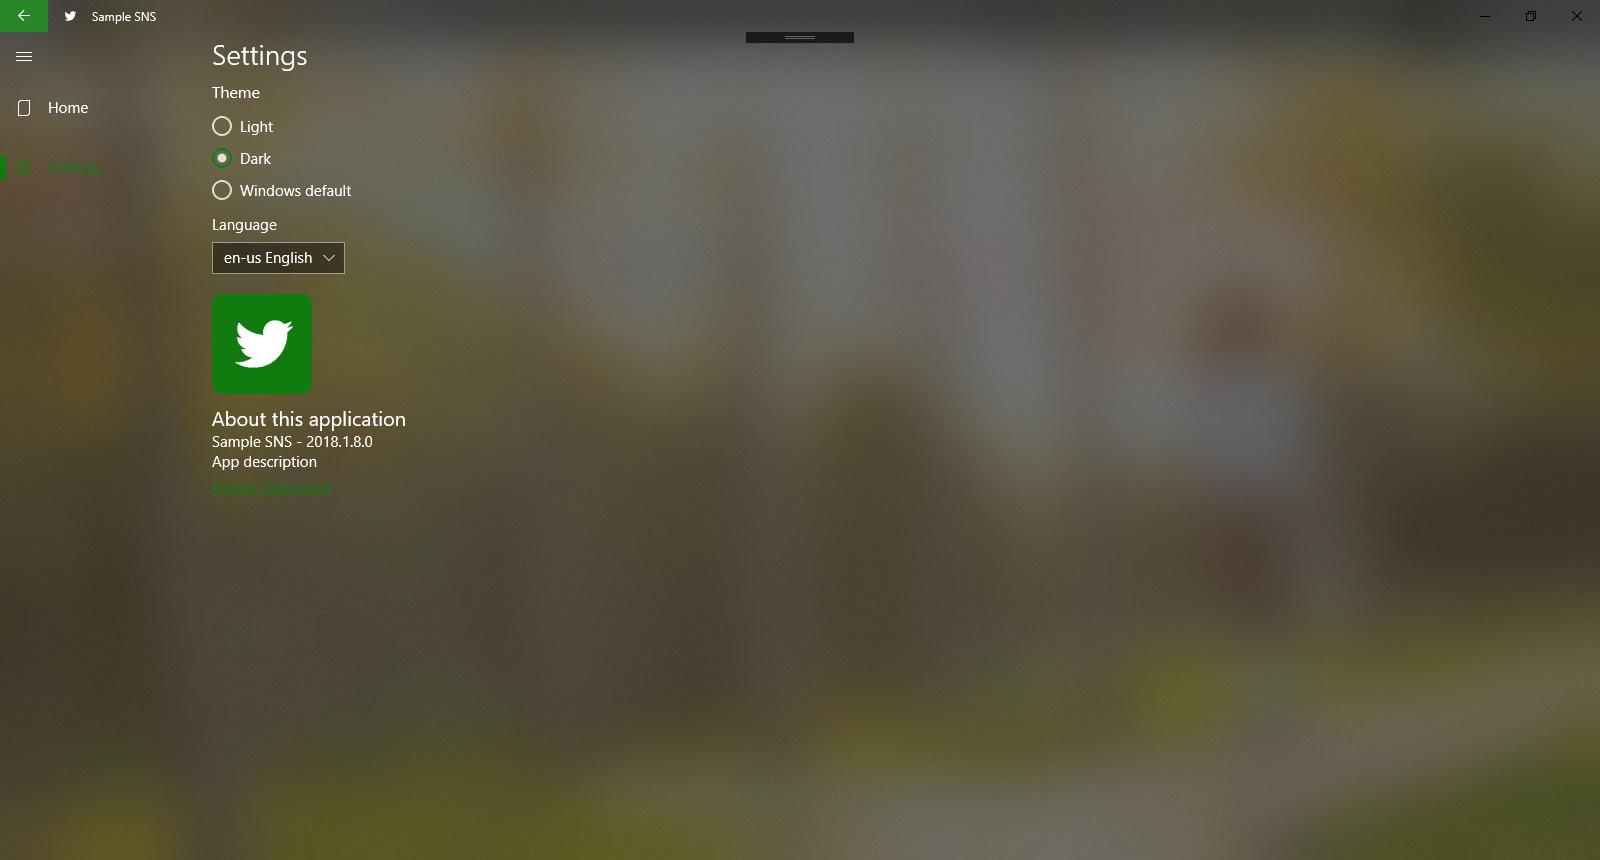 Sample SNS
Settings
Theme
Home
Light
Dark
Settings
Windows default
Language
en-us English
About this application
Sample SNS - 2018.1.8.0
App description
Privacy Statement